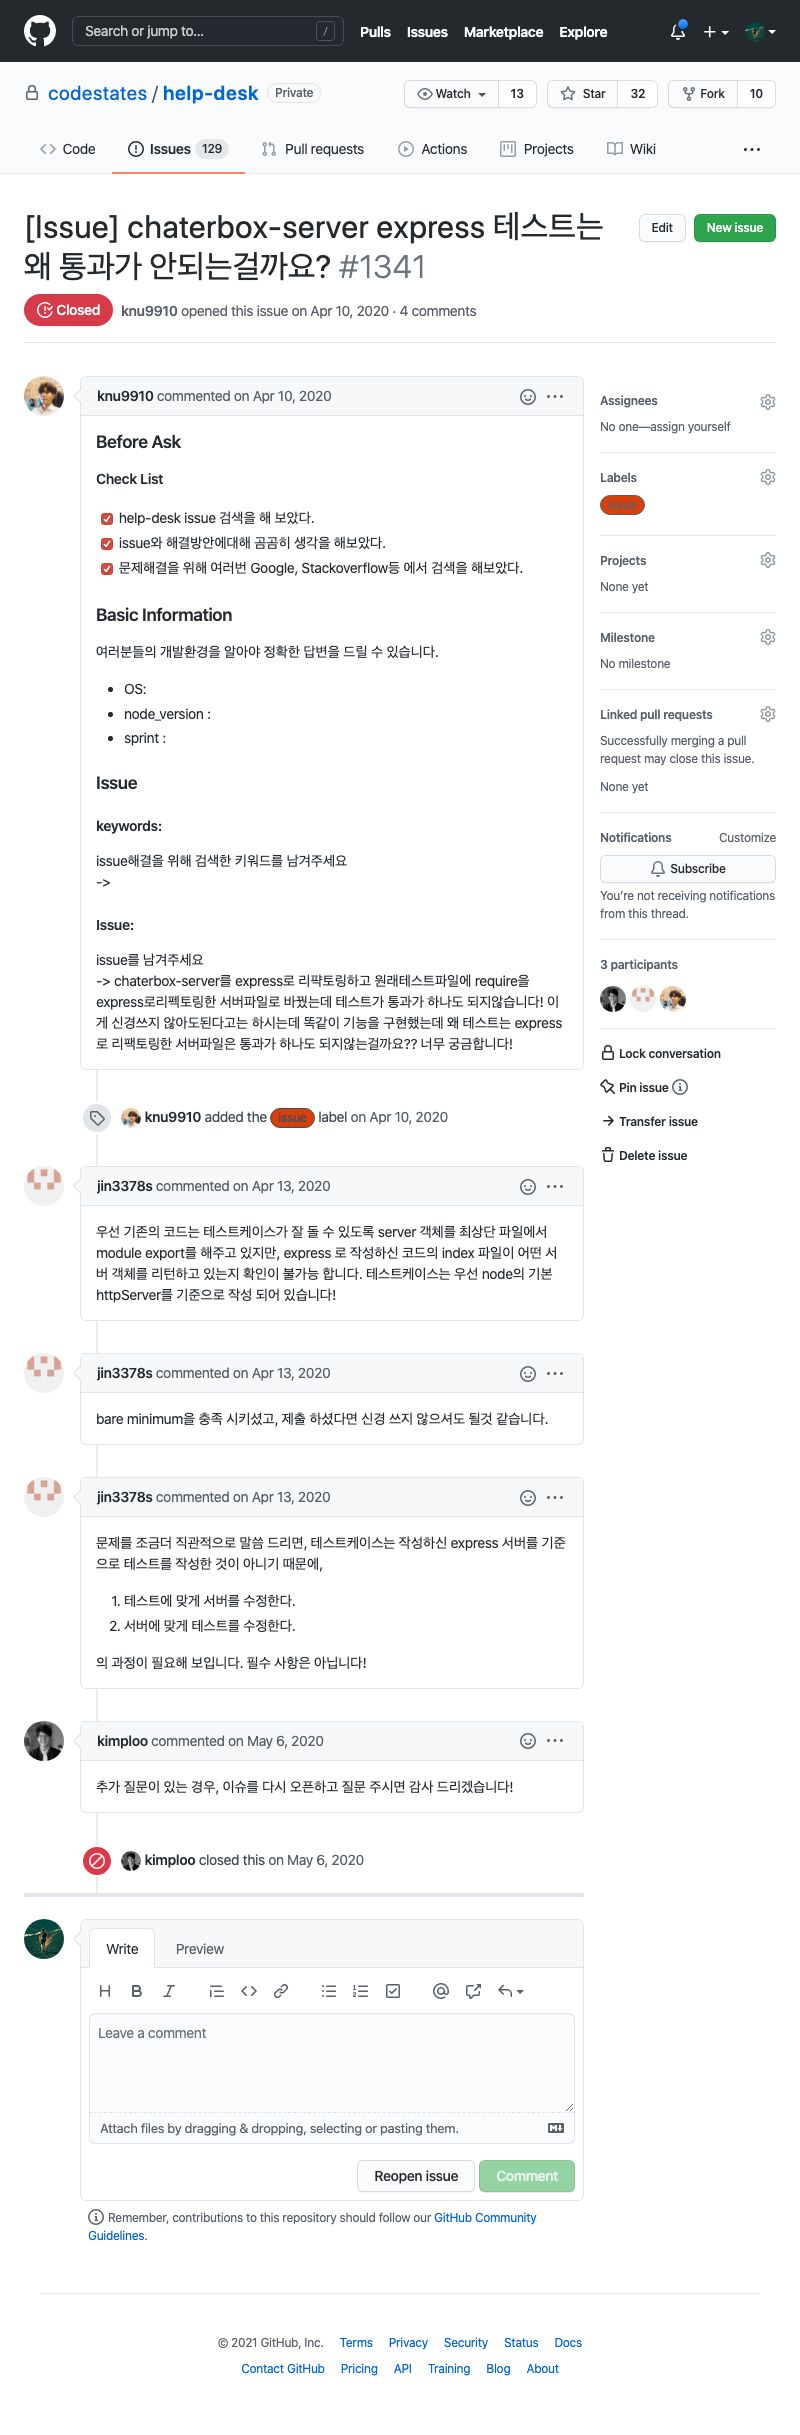 Search or jump to...
/
Pulls
Issues
Marketplace
Explore
codestates / help-desk
Private
Watch
13
Star
32
Fork
10
Code
Issues
129
Pull requests
Actions
Projects
Wiki
[Issue] chaterbox-server express 테스트는
왜 통과가 안되는걸까요? #1341
Edit
New issue
Closed
knu9910 opened this issue on Apr 10, 2020 · 4 comments
knu9910 commented on Apr 10, 2020
Before Ask
Check List
help-desk issue 검색을 해 보았다.
issue와 해결방안에대해 곰곰히 생각을 해보았다.
문제해결을 위해 여러번 Google, Stackoverflow등 에서 검색을 해보았다.
Basic Information
여러분들의 개발환경을 알아야 정확한 답변을 드릴 수 있습니다.
• OS:
• node_version :
• sprint :
Issue
keywords:
issue해결을 위해 검색한 키워드를 남겨주세요
->
Issue:
issue를 남겨주세요
-> chaterbox-server를 express로 리퍅토링하고 원래테스트파일에 require을
express로리펙토링한 서버파일로 바꿨는데 테스트가 통과가 하나도 되지않습니다! 이
게 신경쓰지 않아도된다고는 하시는데 똑같이 기능을 구현했는데 왜 테스트는 express
로 리팩토링한 서버파일은 통과가 하나도 되지않는걸까요?? 너무 궁금합니다!
knu9910 added the issue label on Apr 10, 2020
jin3378s commented on Apr 13, 2020
우선 기존의 코드는 테스트케이스가 잘 돌 수 있도록 server 객체를 최상단 파일에서
module export를 해주고 있지만, express 로 작성하신 코드의 index 파일이 어떤 서
버 객체를 리턴하고 있는지 확인이 불가능 합니다. 테스트케이스는 우선 node의 기본
httpServer를 기준으로 작성 되어 있습니다!
jin3378s commented on Apr 13, 2020
bare minimum을 충족 시키셨고, 제출 하셨다면 신경 쓰지 않으셔도 될것 같습니다.
jin3378s commented on Apr 13, 2020
문제를 조금더 직관적으로 말씀 드리면, 테스트케이스는 작성하신 express 서버를 기준
으로 테스트를 작성한 것이 아니기 때문에,
1. 테스트에 맞게 서버를 수정한다.
2. 서버에 맞게 테스트를 수정한다.
의 과정이 필요해 보입니다. 필수 사항은 아닙니다!
kimploo commented on May 6, 2020
추가 질문이 있는 경우, 이슈를 다시 오픈하고 질문 주시면 감사 드리겠습니다!
kimploo closed this on May 6, 2020
Assignees
No one—assign yourself
Labels
issue
Projects
None yet
Milestone
No milestone
Linked pull requests
Successfully merging a pull
request may close this issue.
None yet
Notifications
Customize
Subscribe
You're not receiving notifications
from this thread.
3 participants
Lock conversation
Pin issue
Transfer issue
Delete issue
Write
Preview
Leave a comment
Attach files by dragging & dropping, selecting or pasting them.
Reopen issue
Comment
Remember, contributions to this repository should follow our GitHub Community
Guidelines.
© 2021 GitHub, Inc.
Terms
Privacy
Security
Status
Docs
Contact GitHub
Pricing
API
Training
Blog
About